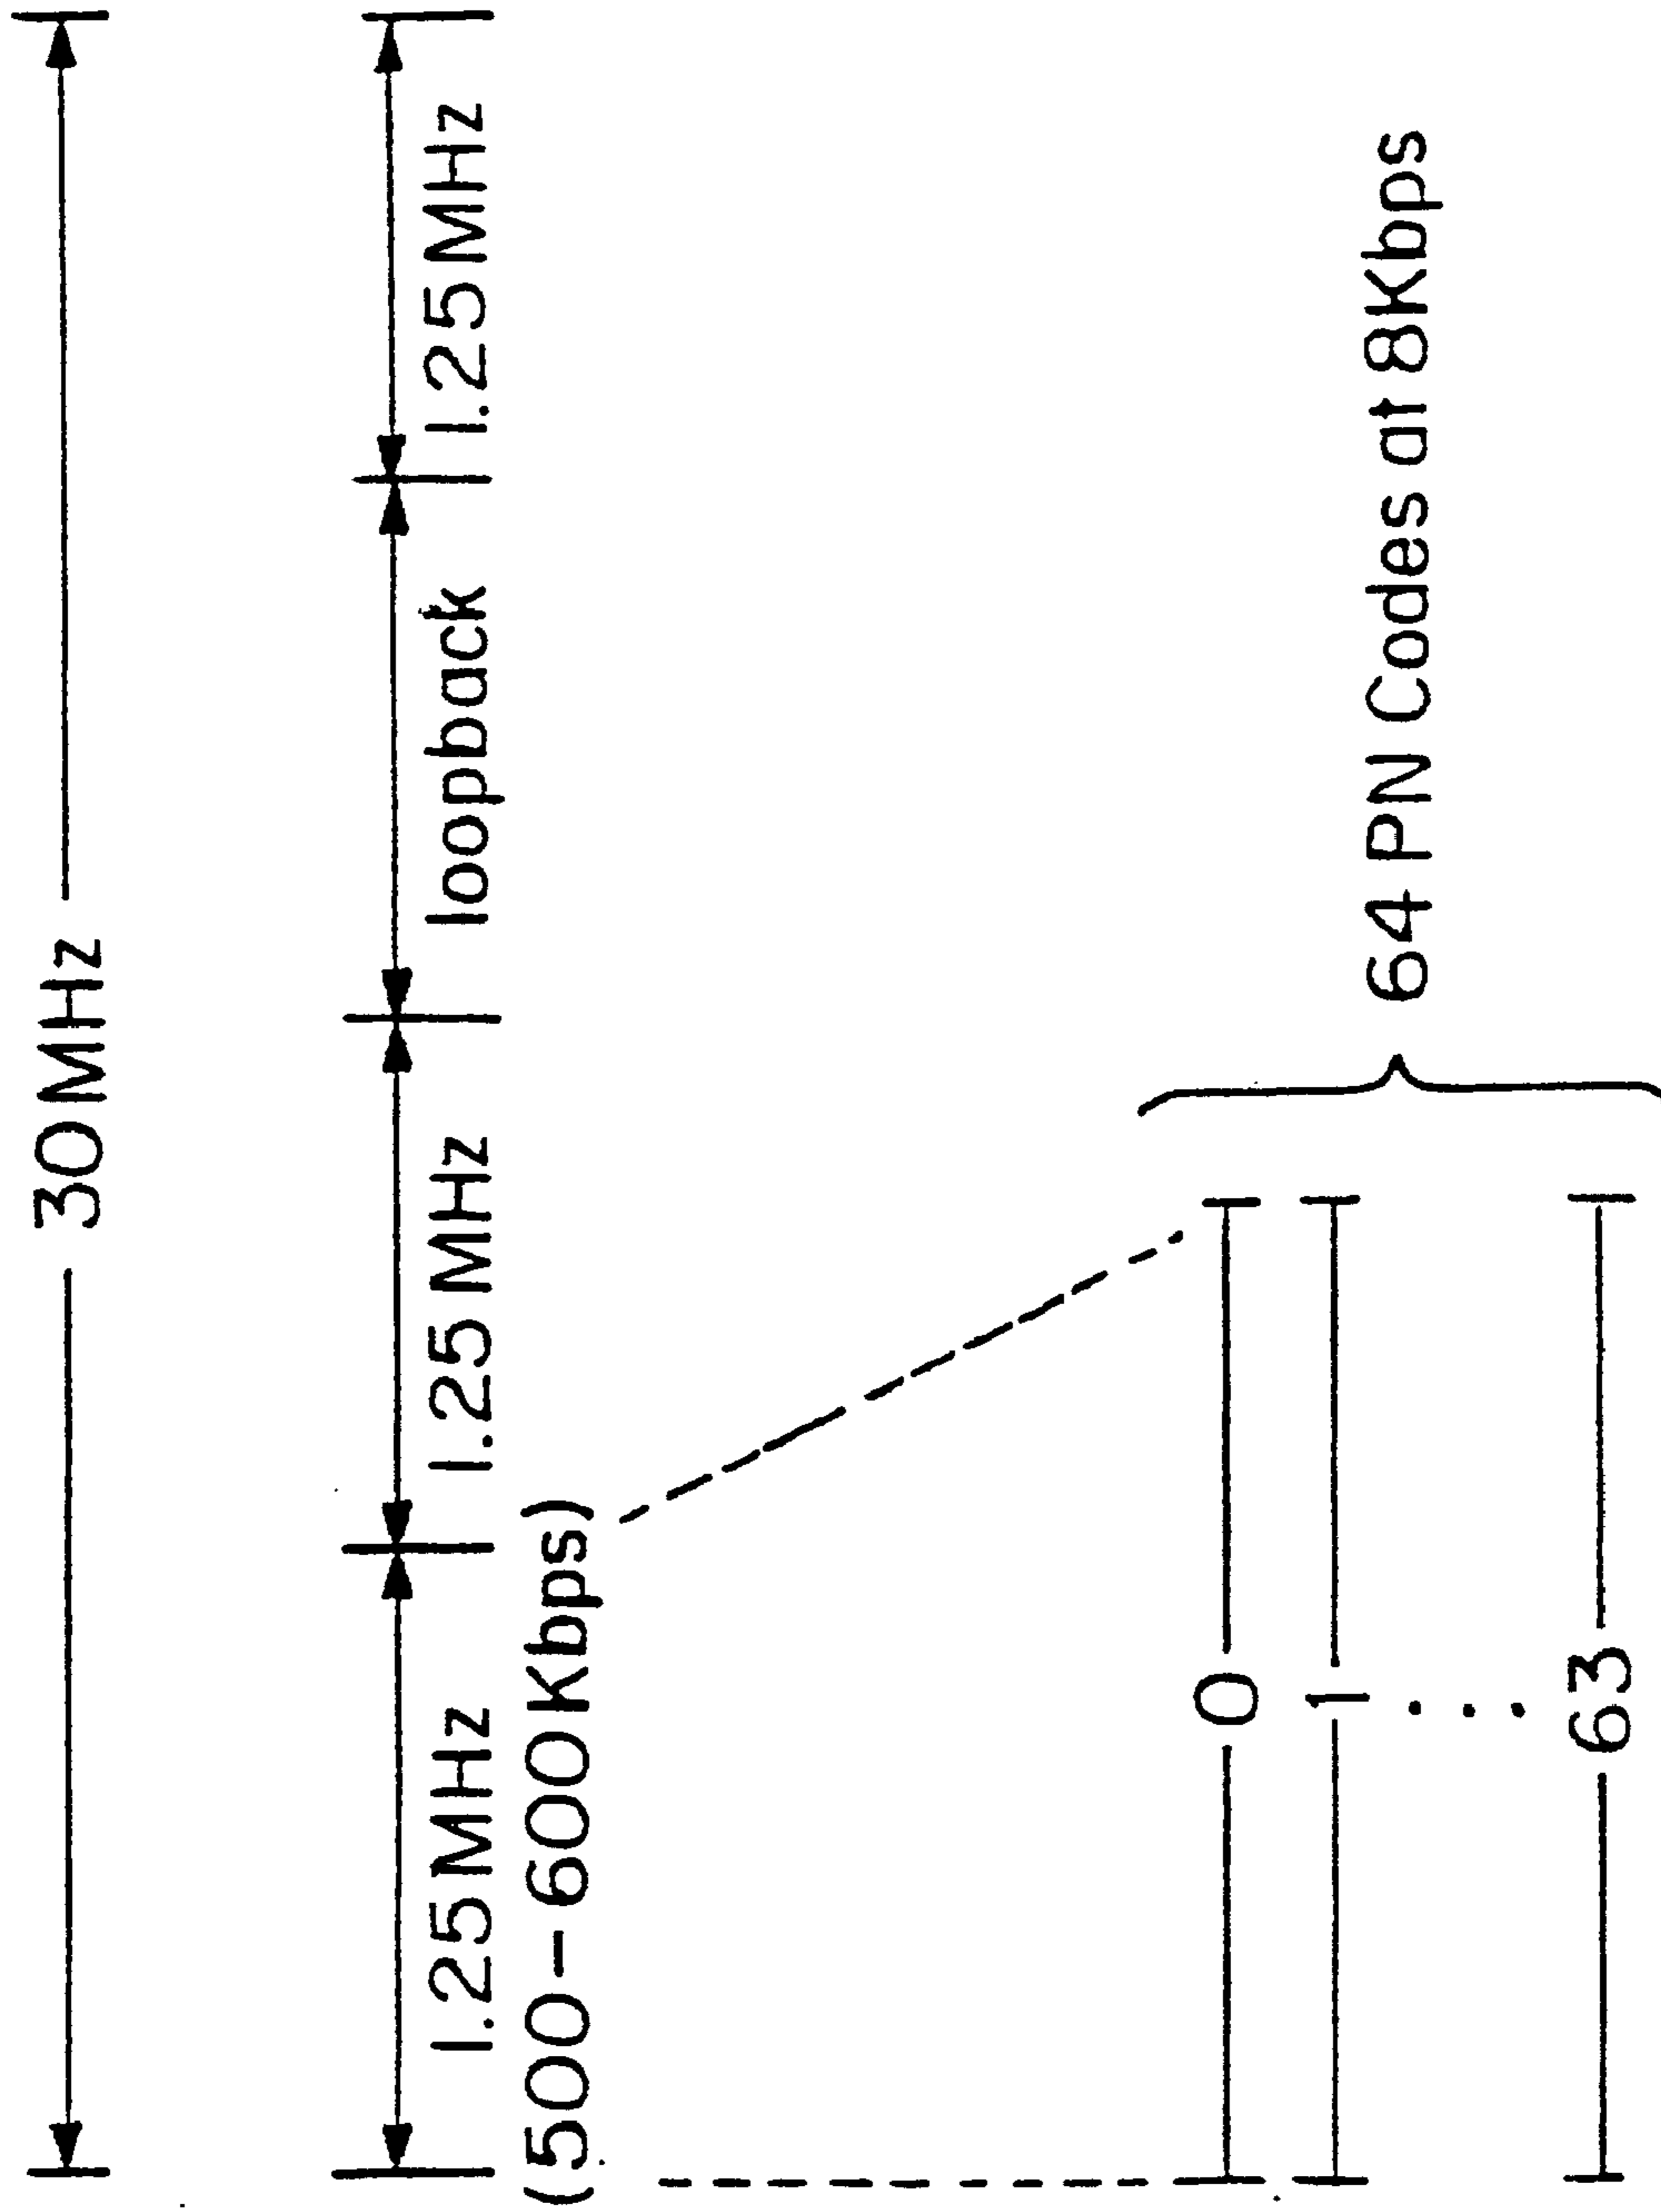 30MHz
1.25MHz 1.25MHz loopback 1.25MHz
(500-600Kbps)
0
1
63
64 PN Codes at 8Kbps